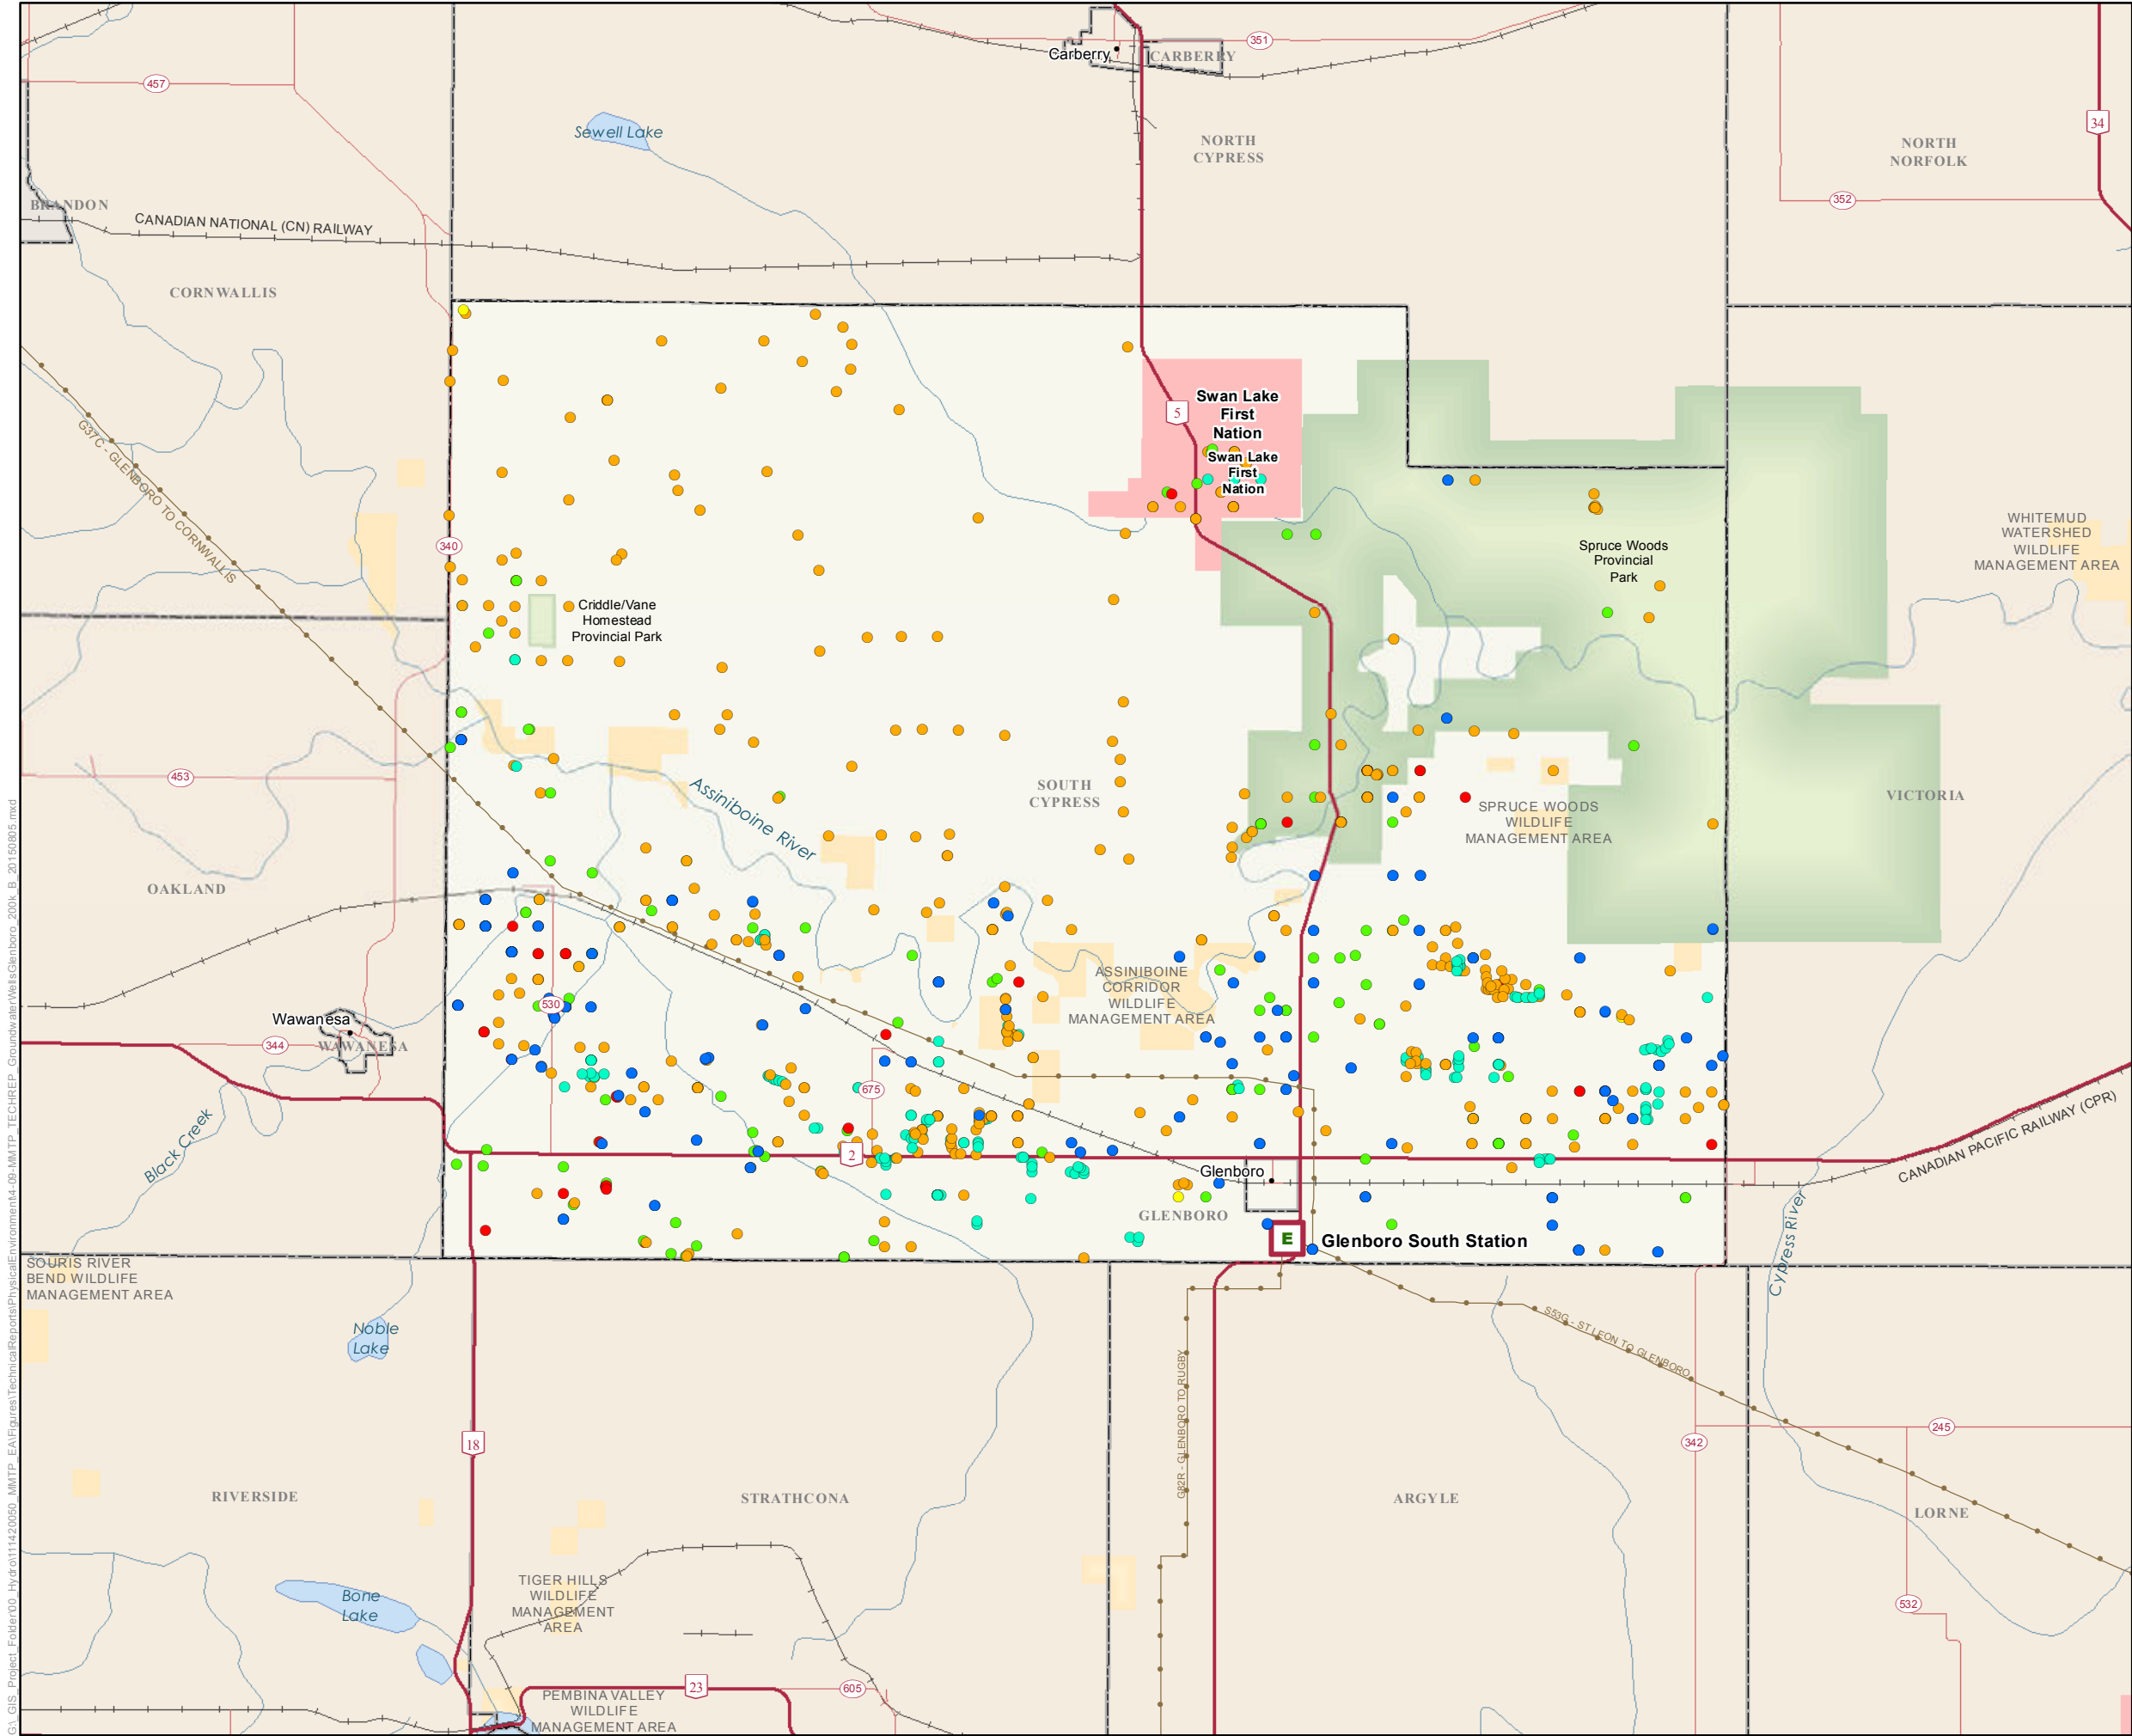 Carberry
CARBERRY
351
457
34
Sewell Lake
NORTH
CYPRESS
NORTH
NORFOLK
352
BRANDON
CANADIAN NATIONAL (CN) RAILWAY
CORNWALLIS
Swan Lake
First
Nation
5
Swan Lake
First
Nation
G37C - GLENBORO TO CORNWALLIS
340
Spruce Woods
Provincial
Park
WHITEMUD
WATERSHED
WILDLIFE
MANAGEMENT AREA
Criddle/Vane
Homestead
Provincial Park
453
Assiniboine River
SOUTH
CYPRESS
SPRUCE WOODS
WILDLIFE
MANAGEMENT AREA
VICTORIA
OAKLAND
ASSINIBOINE
CORRIDOR
WILDLIFE
MANAGEMENT AREA
530
Wawanesa
WAWANESA
344
675
Black Creek
2
Glenboro
GLENBORO
CANADIAN PACIFIC RAILWAY (CPR)
Cypress River
E
Glenboro South Station
SOURIS RIVER
BEND WILDLIFE
MANAGEMENT AREA
Noble
Lake
S53G - ST LEON TO GLENBORO
G82R - GLENBORO TO RUGBY
18
342
245
RIVERSIDE
STRATHCONA
ARGYLE
LORNE
532
Bone
Lake
TIGER HILLS
WILDLIFE
MANAGEMENT
AREA
23
605
PEMBINA VALLEY
WILDLIFE
MANAGEMENT AREA